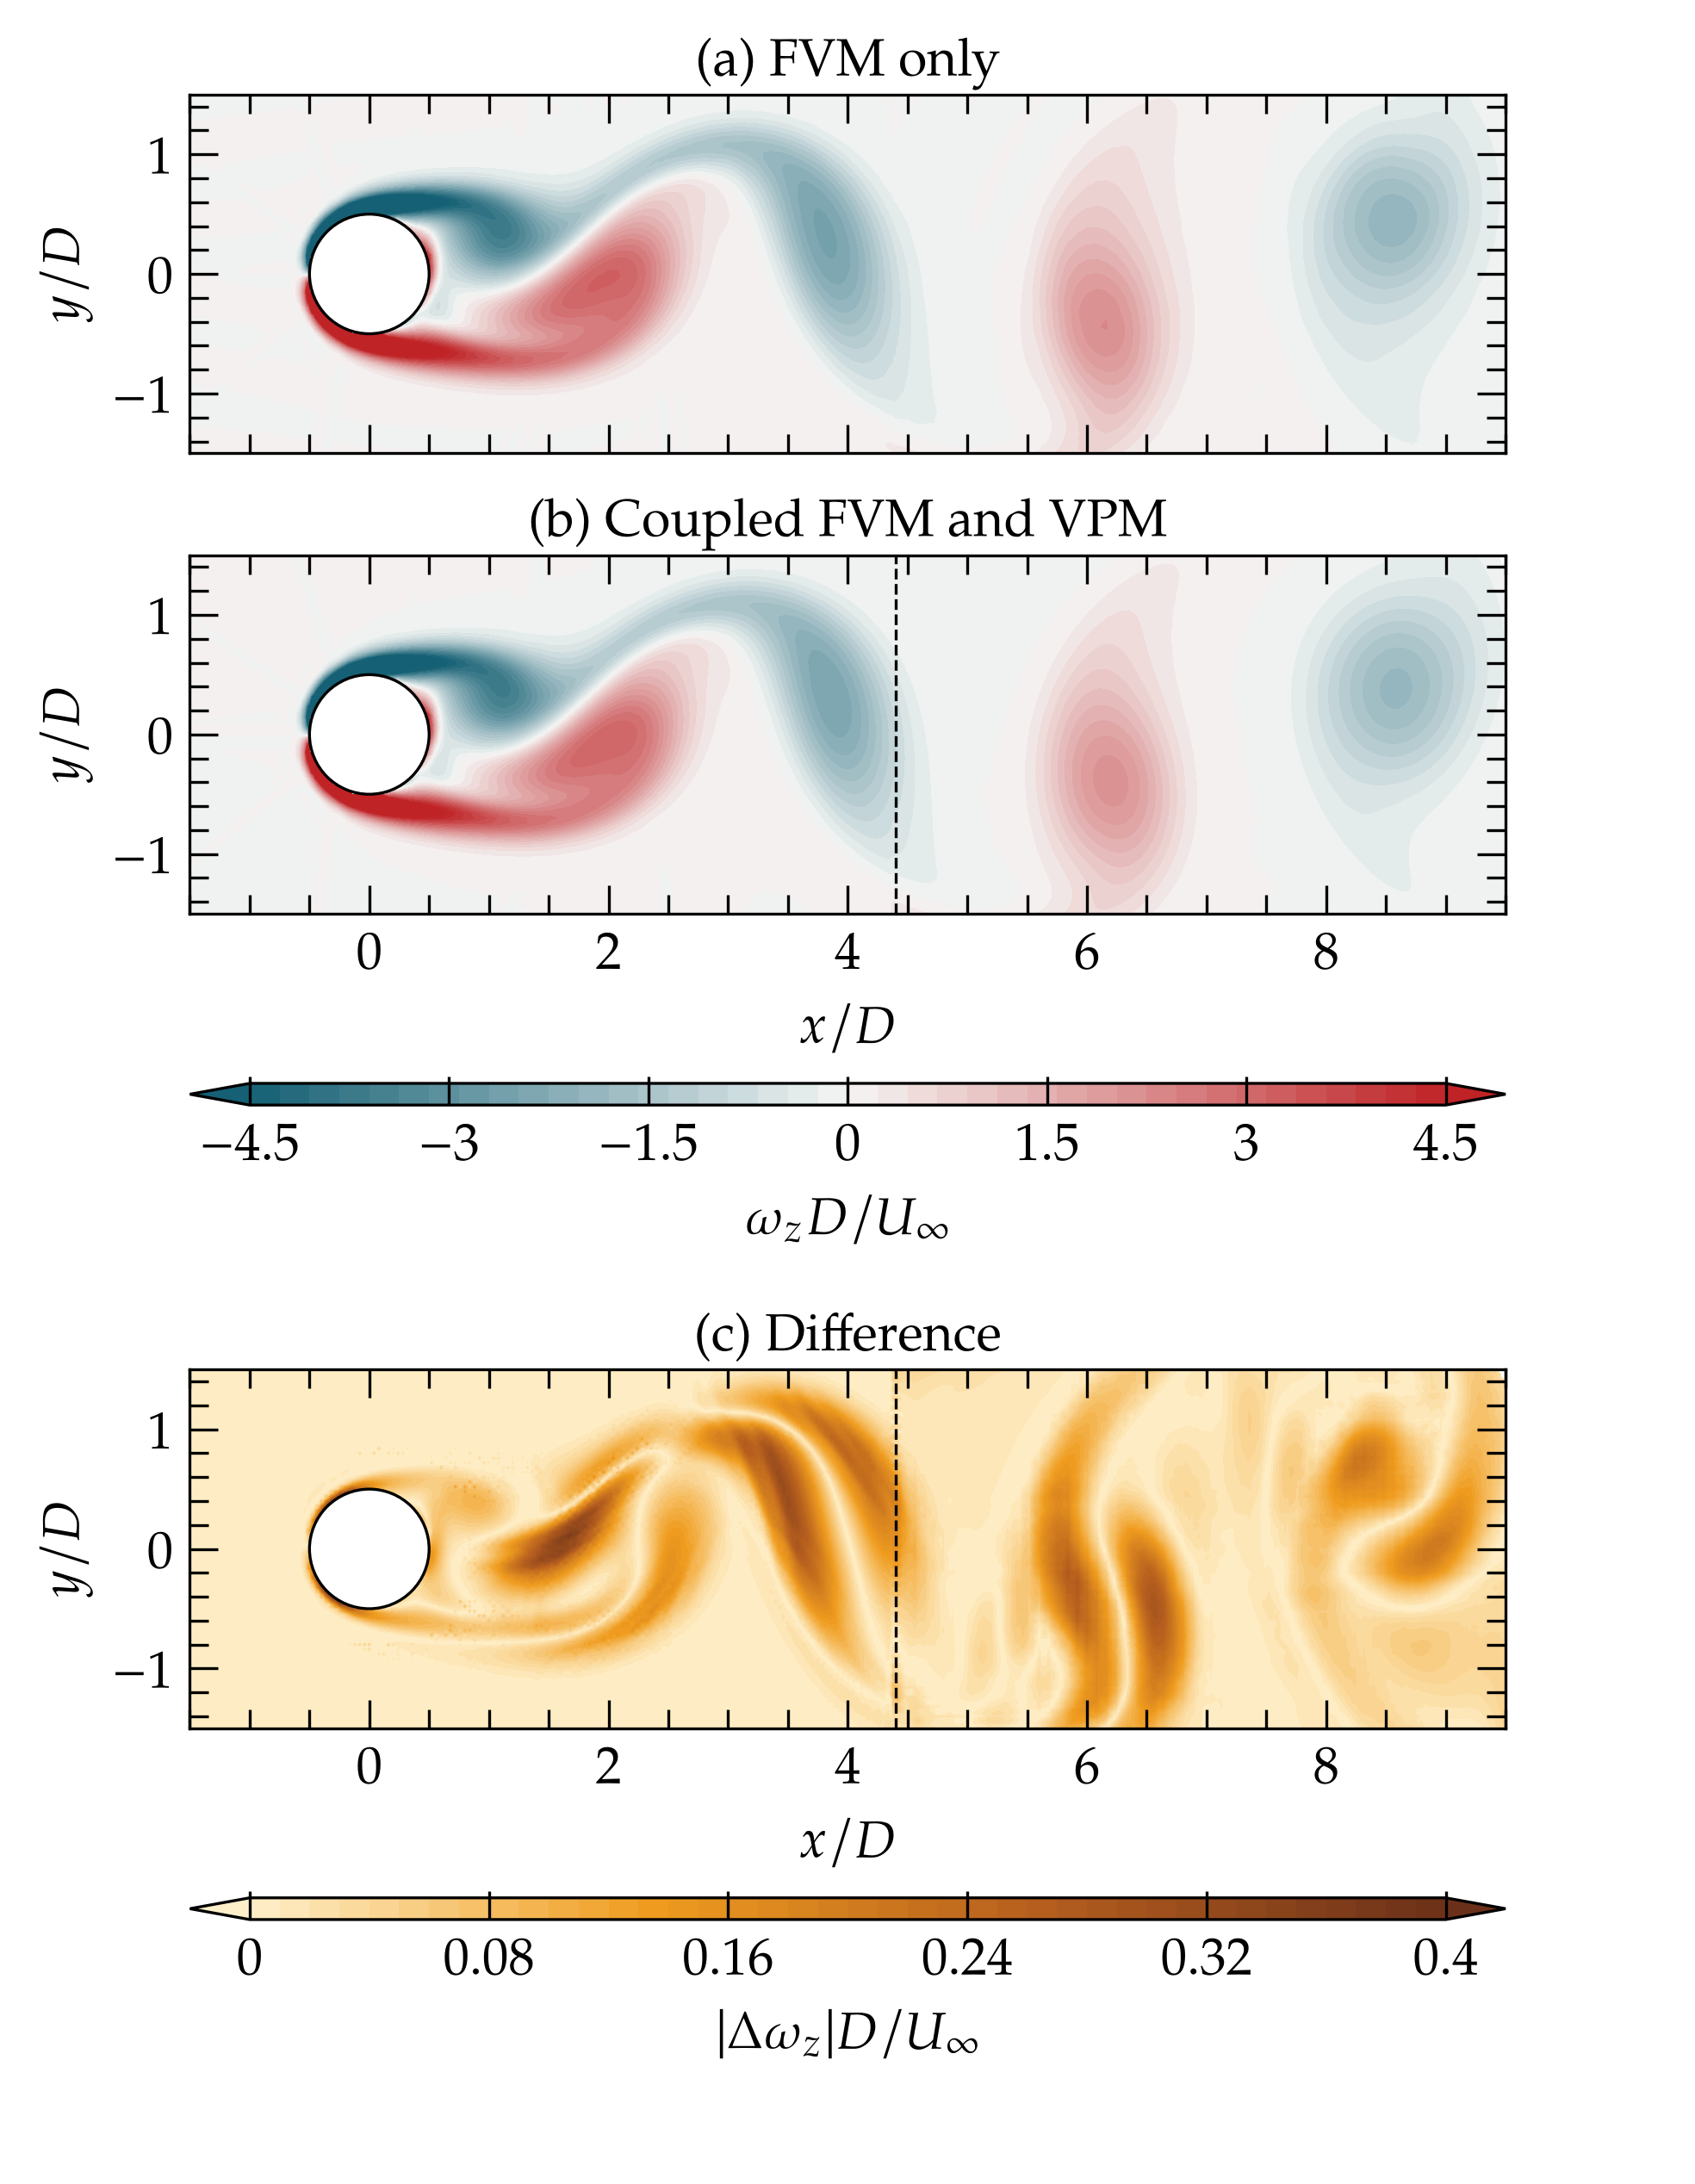 (a) FVM only
1
0
−1
y/D
(b) Coupled FVM and VPM
1
0
−1
y/D
0 2 4 6 8
x/D
−4.5 −3 −1.5 0 1.5 3 4.5
ω_z D/U_∞
(c) Difference
1
0
−1
y/D
0 2 4 6 8
x/D
0 0.08 0.16 0.24 0.32 0.4
|Δω_z|D/U_∞